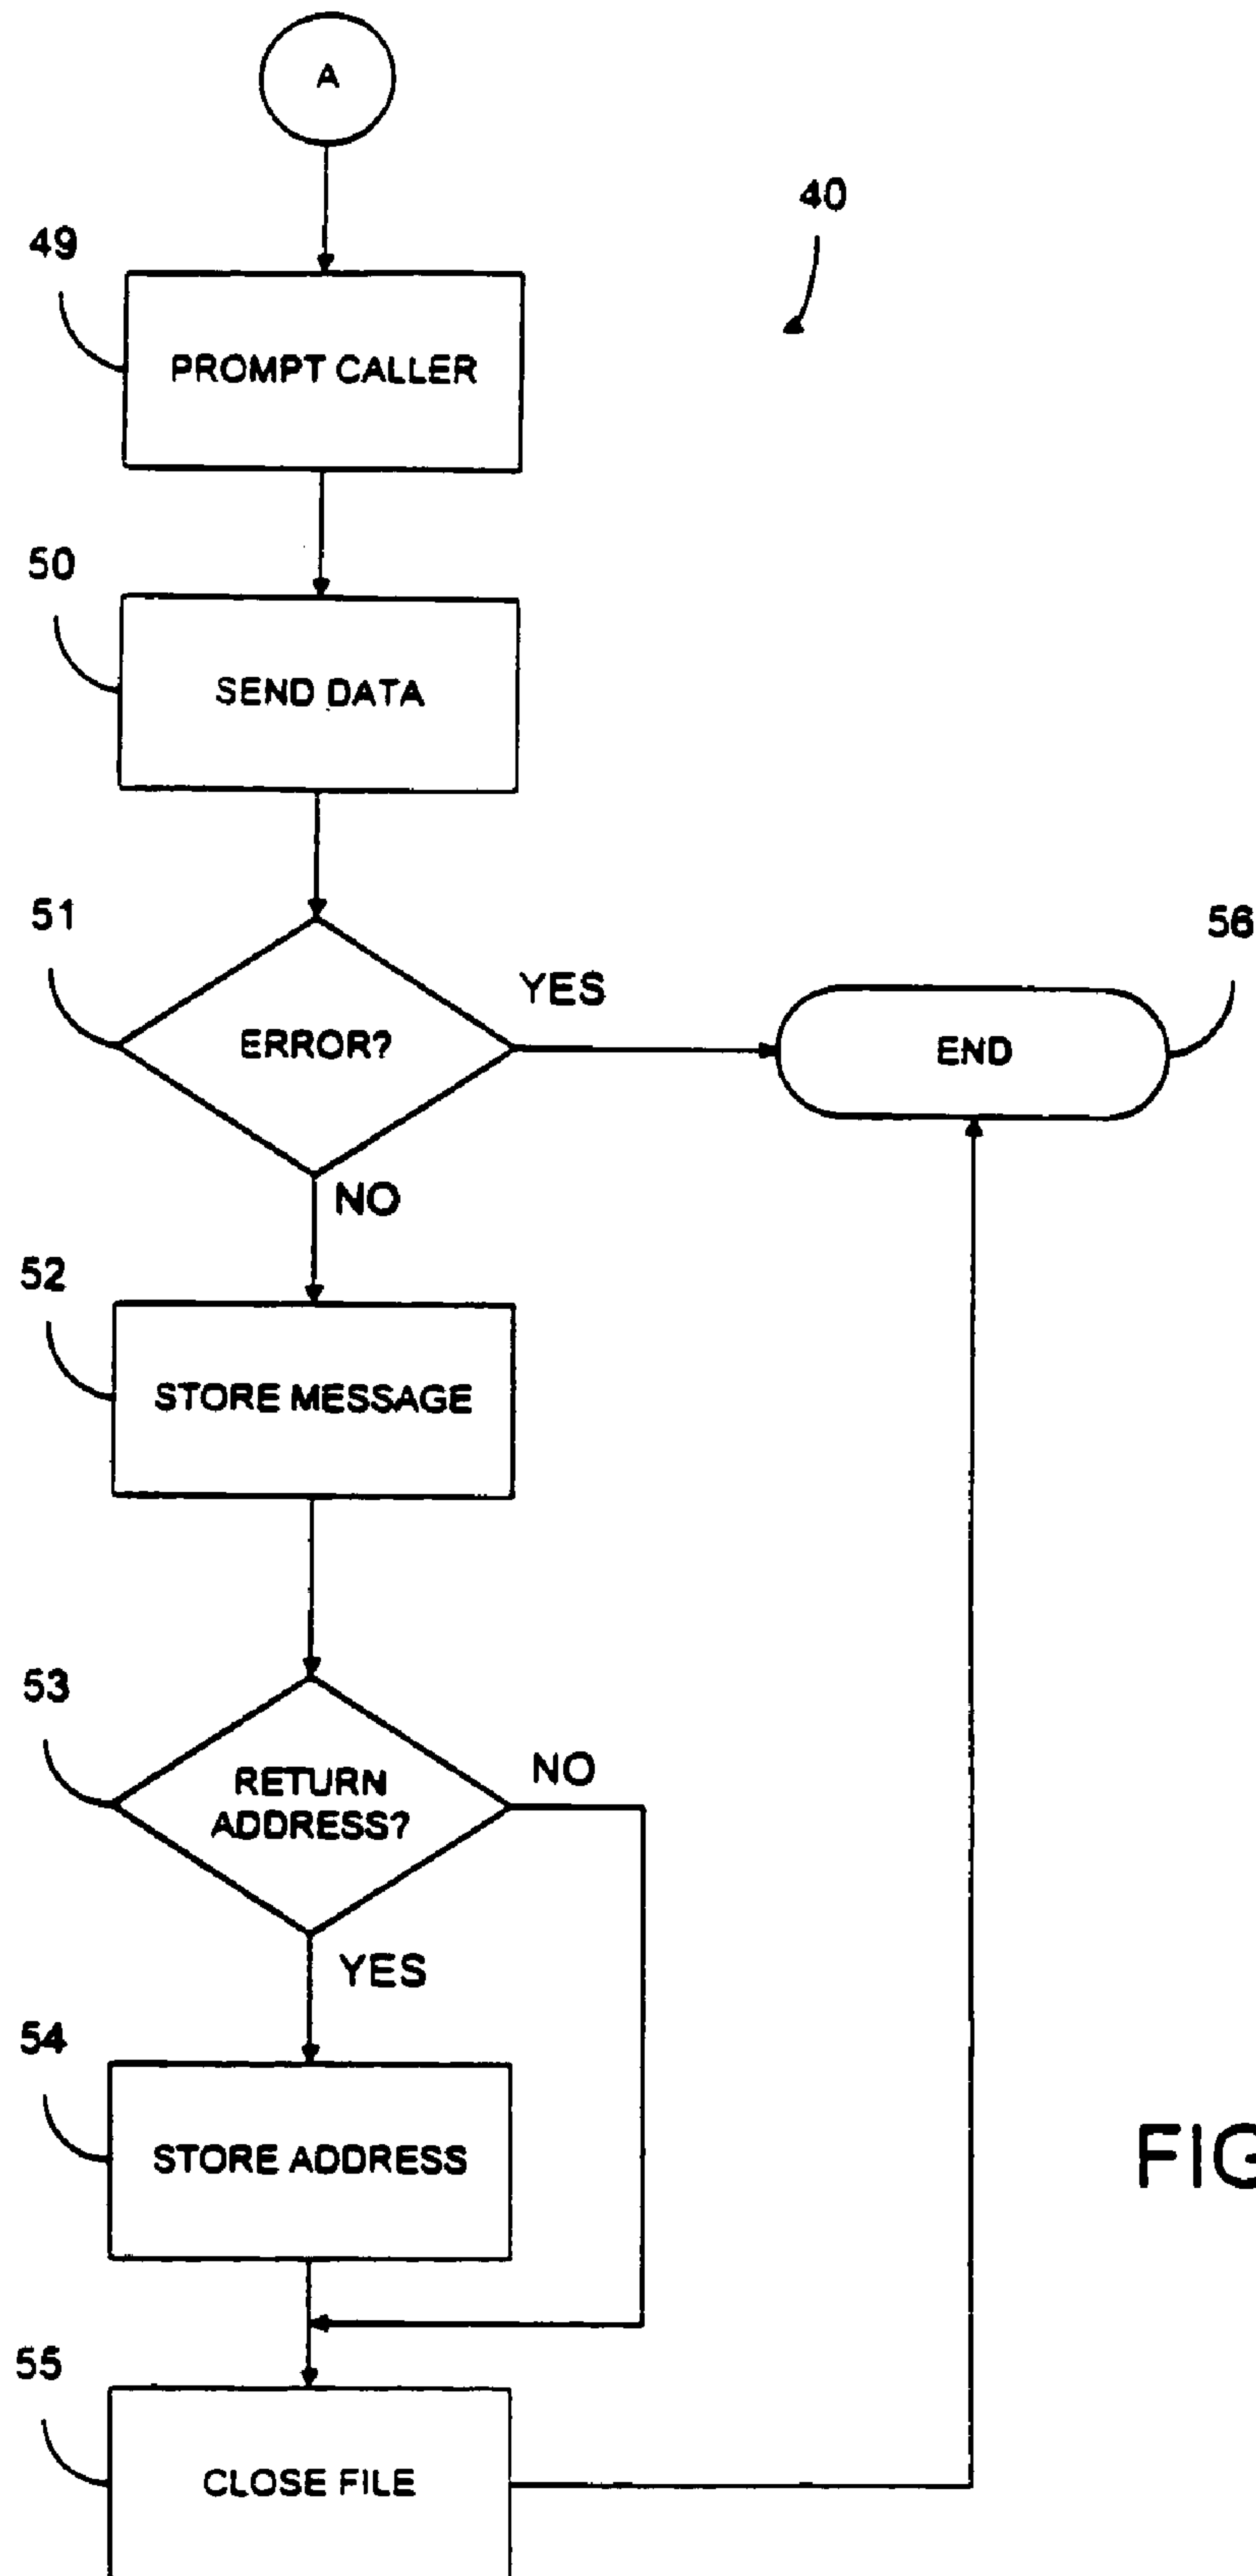 A
40
49
PROMPT CALLER
50
SEND DATA
51
ERROR?
YES
END
56
NO
52
STORE MESSAGE
53
RETURN
ADDRESS?
NO
YES
54
STORE ADDRESS
FIG
55
CLOSE FILE